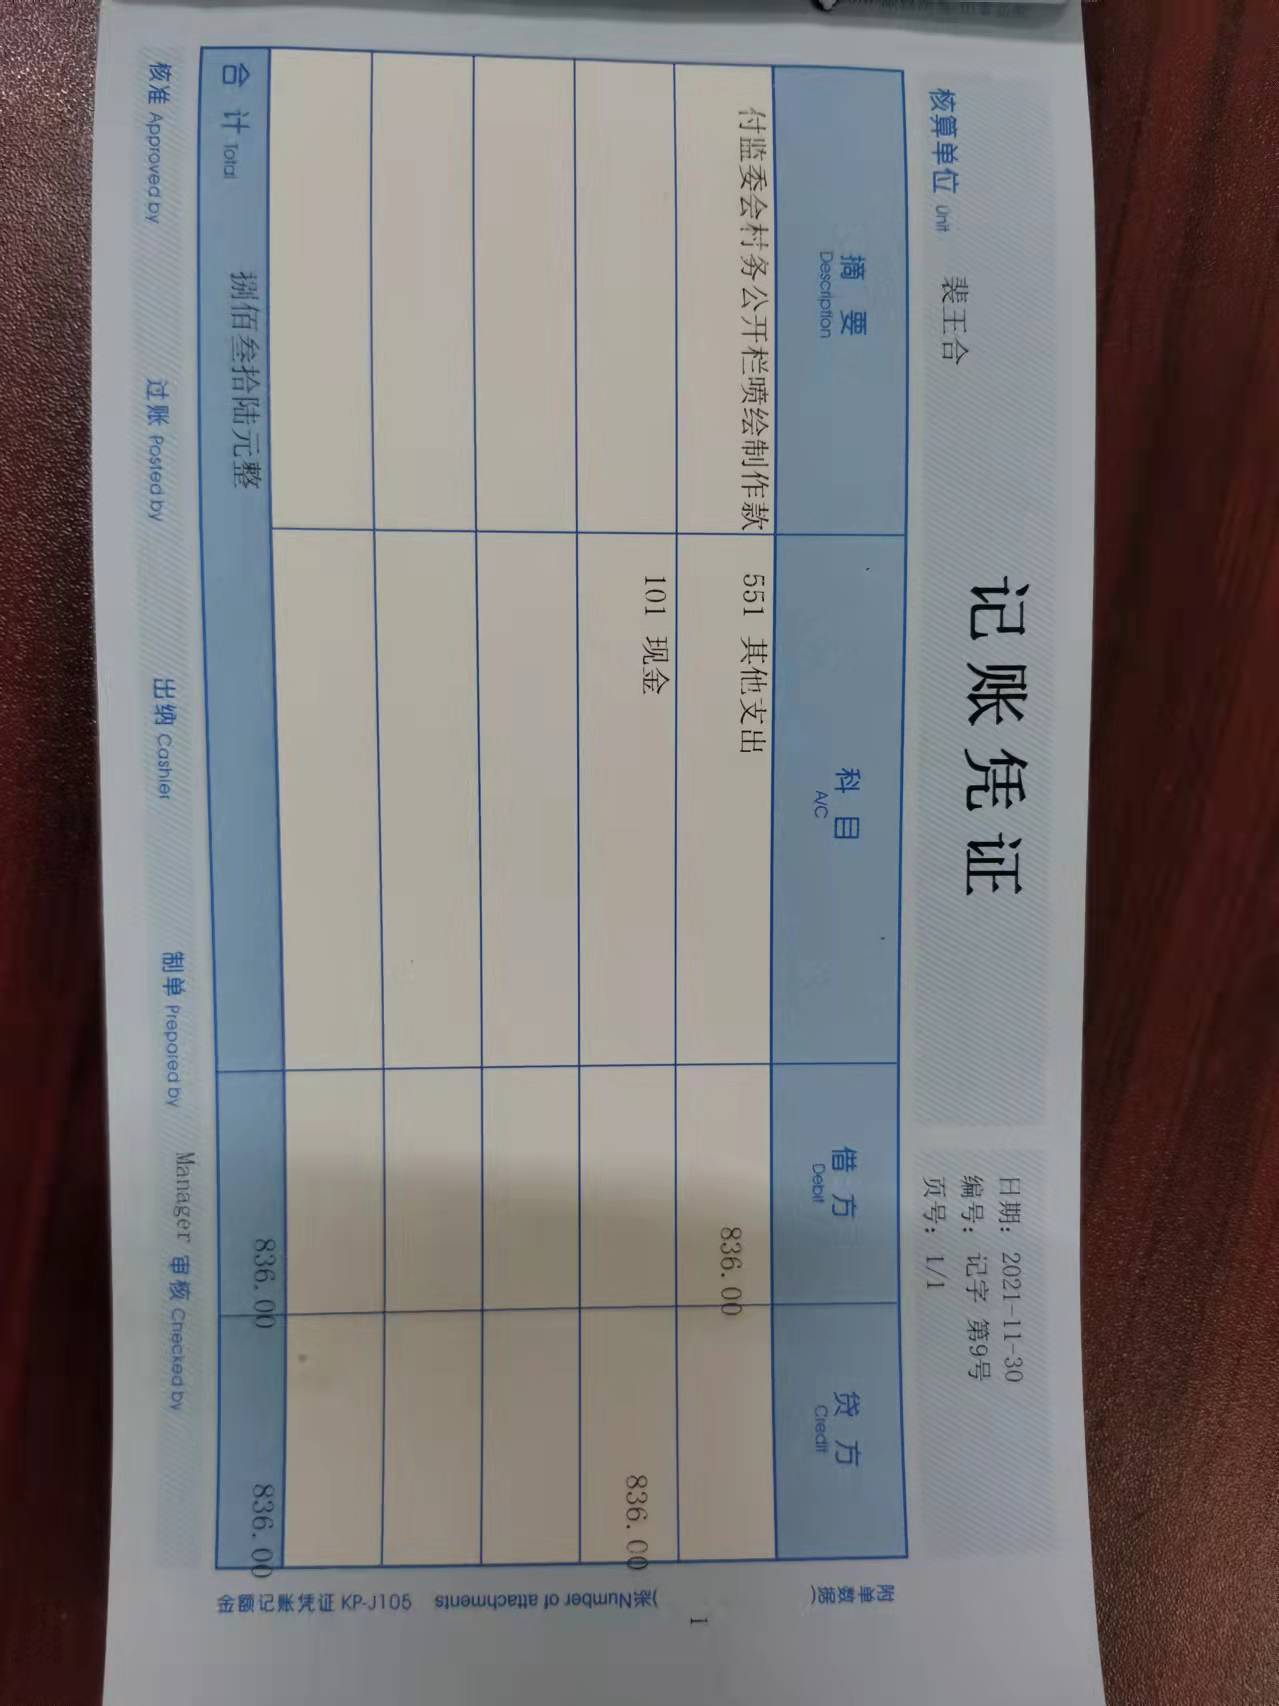 记账凭证
核算单位 Unit 裴王合
日期: 2021-11-30
编号: 记字 第9号
页号: 1/1
摘要 科目 借方 贷方
Description A/C Debit Credit
付监委会村务公开栏喷绘制作款 551 其他支出 836.00
101 现金 836.00
合计 Total 捌佰叁拾陆元整 836.00 836.00
核准 Approved by 过账 Posted by 出纳 Cashier 制单 Prepared by Manager 审核 Checked by
附单数据( 1 )张 Number of attachments
金额记账凭证 KP-J105